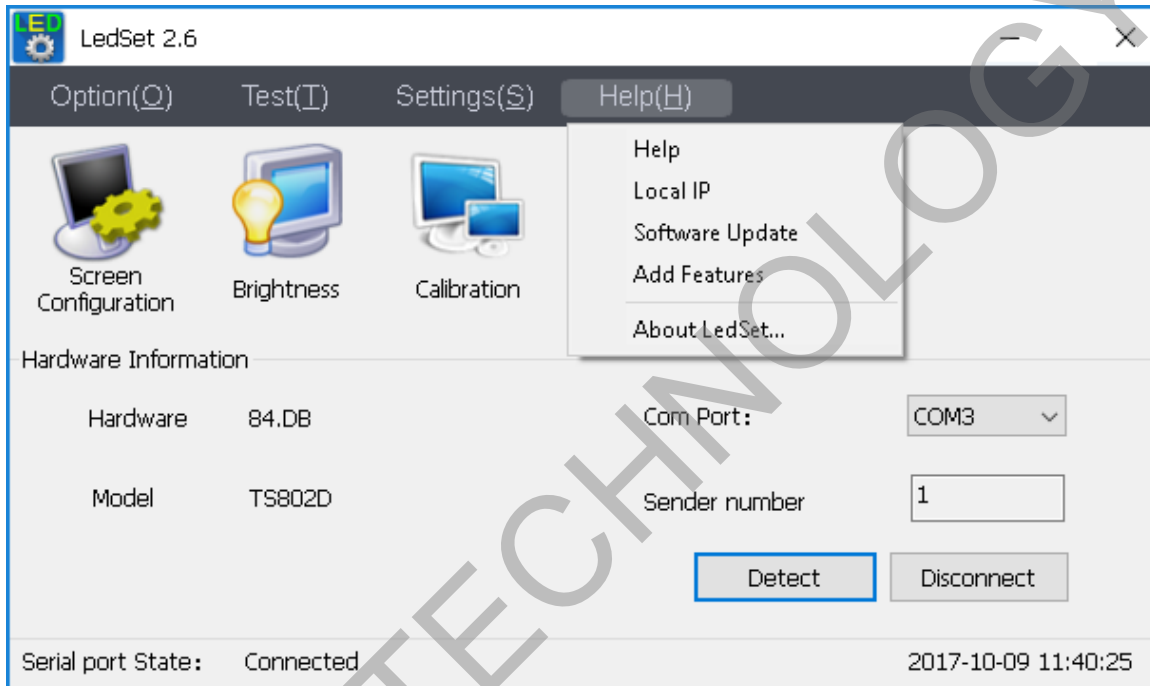 LED
LedSet 2.6
Option(O) Test(T) Settings(S) Help(H)
Help
Local IP
Software Update
Add Features
About LedSet...
Screen
Configuration
Brightness
Calibration
Hardware Information
Hardware 84.DB Com Port:
COM3
Model TS802D Sender number
1
Detect Disconnect
Serial port State: Connected 2017-10-09 11:40:25
TECHNOLOGY